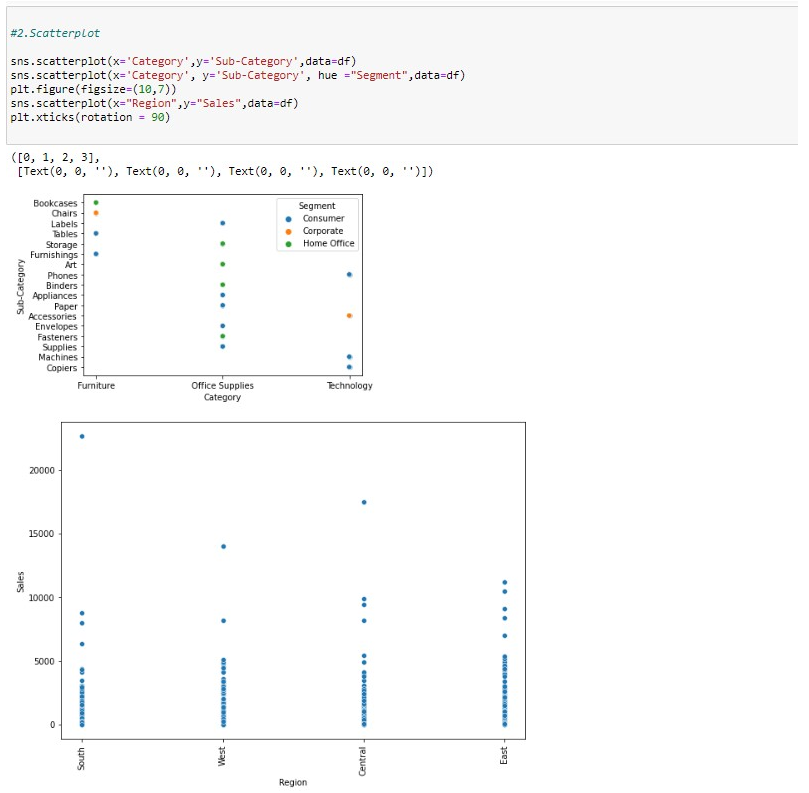 #2.Scatterplot
sns.scatterplot(x='Category',y='Sub-Category',data=df)
sns.scatterplot(x='Category', y='Sub-Category', hue ="Segment",data=df)
plt.figure(figsize=(10,7))
sns.scatterplot(x="Region",y="Sales",data=df)
plt.xticks(rotation = 90)
([0, 1, 2, 3],
[Text(0, 0, ''), Text(0, 0, ''), Text(0, 0, ''), Text(0, 0, '')])
Sub-Category
Bookcases
Chairs
Labels
Tables
Storage
Furnishings
Art
Phones
Binders
Appliances
Paper
Accessories
Envelopes
Fasteners
Supplies
Machines
Copiers
Segment
Consumer
Corporate
Home Office
Furniture
Office Supplies
Technology
Category
Sales
20000
15000
10000
5000
0
South
West
Central
East
Region